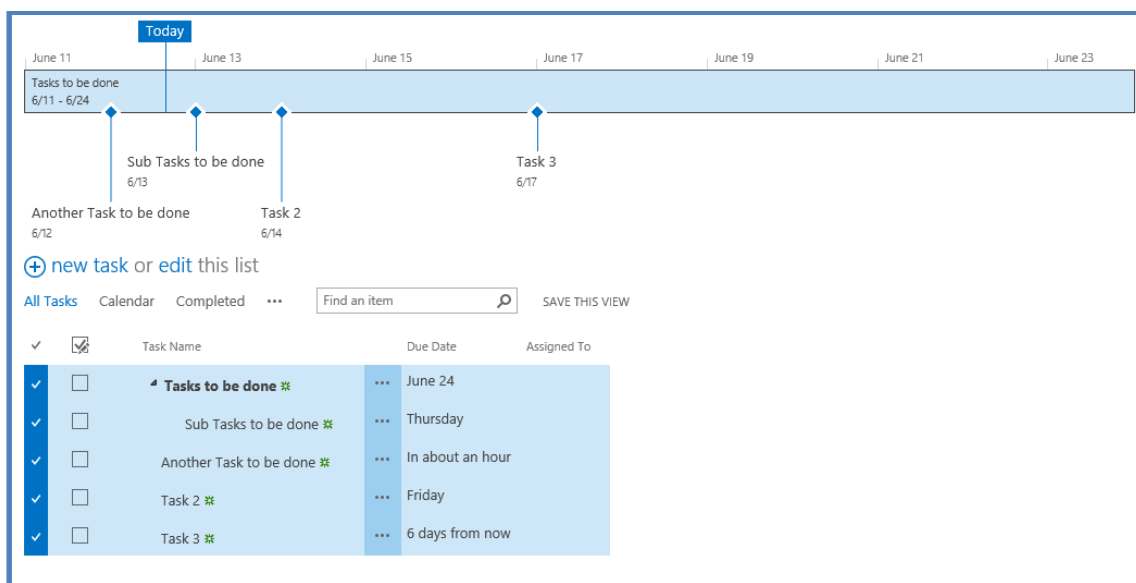 Today
June 11 June 13 June 15 June 17 June 19 June 21 June 23
Tasks to be done
6/11 - 6/24
Sub Tasks to be done Task 3
6/13 6/17
Another Task to be done Task 2
6/12 6/14
new task or edit this list
All Tasks Calendar Completed ••• Find an item SAVE THIS VIEW
Task Name Due Date Assigned To
Tasks to be done ••• June 24
Sub Tasks to be done ••• Thursday
Another Task to be done ••• In about an hour
Task 2 ••• Friday
Task 3 ••• 6 days from now